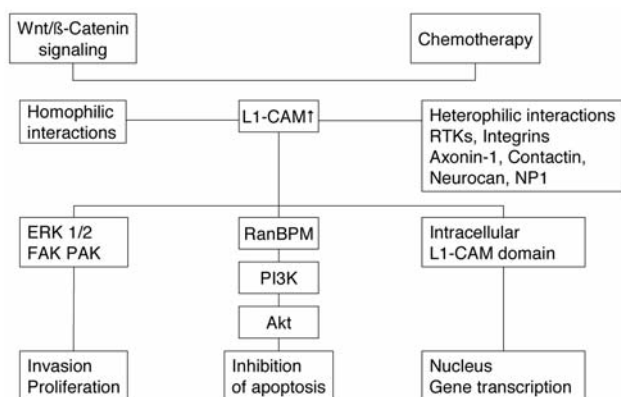 Wnt/ß-Catenin
signaling
Chemotherapy
Homophilic
interactions
L1-CAM↑
Heterophilic interactions
RTKs, Integrins
Axonin-1, Contactin,
Neurocan, NP1
ERK 1/2
FAK PAK
RanBPM
Intracellular
L1-CAM domain
PI3K
Akt
Invasion
Proliferation
Inhibition
of apoptosis
Nucleus
Gene transcription